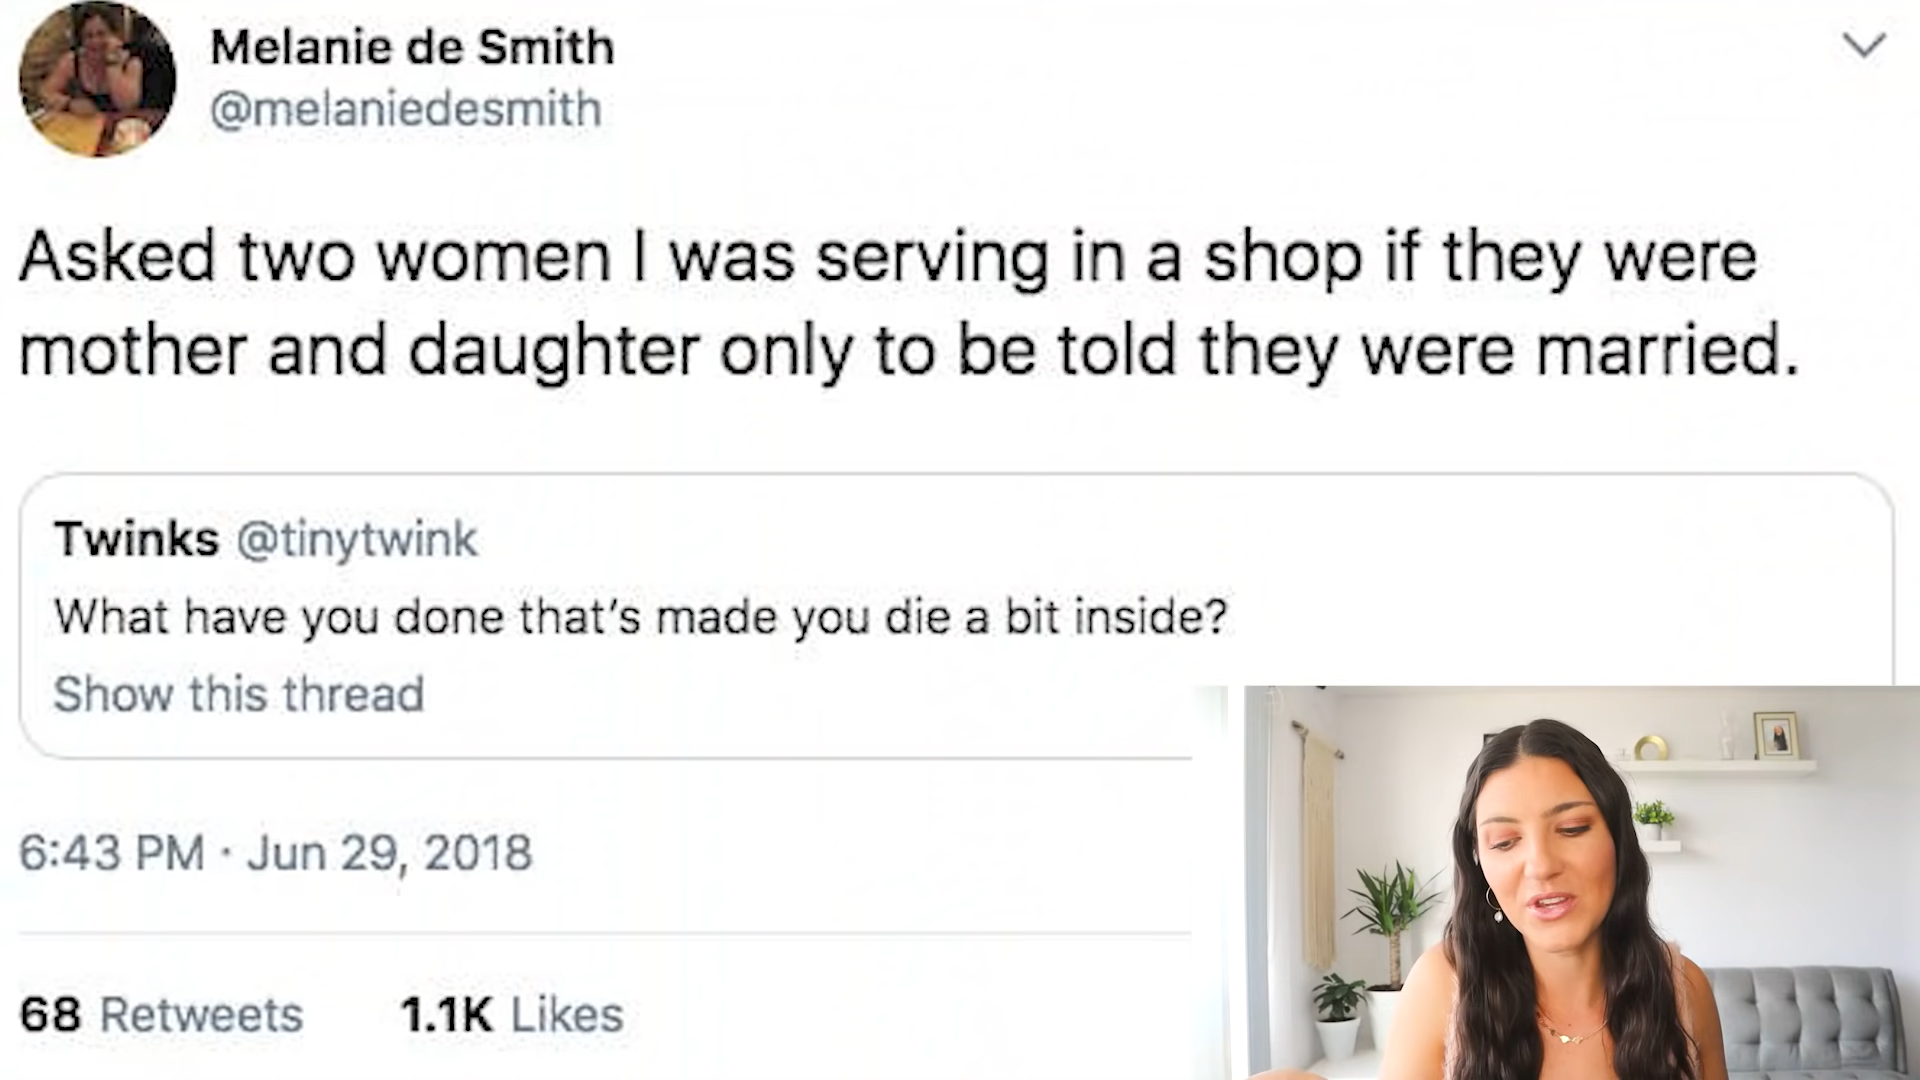 Melanie de Smith
@melaniedesmith
Asked two women I was serving in a shop if they were
mother and daughter only to be told they were married.
Twinks @tinytwink
What have you done that's made you die a bit inside?
Show this thread
6:43 PM · Jun 29, 2018
68 Retweets 1.1K Likes